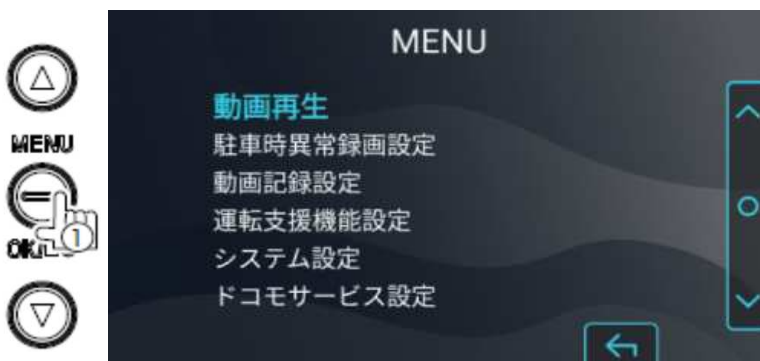 MENU
動画再生
駐車時異常録画設定
MENU
動画記録設定
運転支援機能設定
1
システム設定
ドコモサービス設定